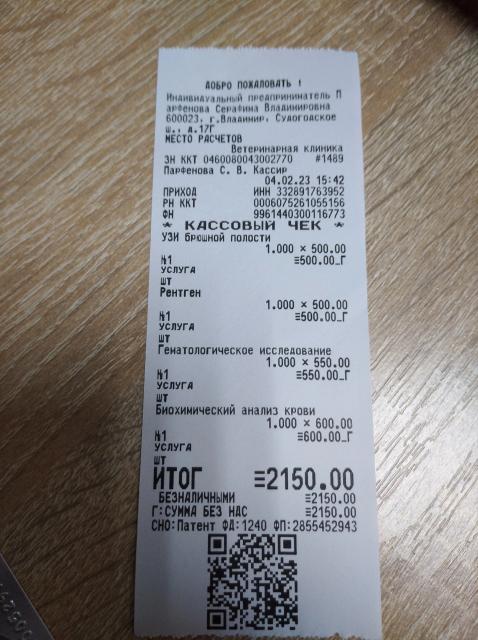 ДОБРО ПОЖАЛОВАТЬ !
Индивидуальный предприниматель П
арфенова Серафина Владимировна
600023, г.Владимир, Судогодское
ш., д.17Г
МЕСТО РАСЧЕТОВ
Ветеринарная клиника
ЗН ККТ 0460080043002770 #1489
Парфенова С. В. Кассир
04.02.23 15:42
ПРИХОД ИНН 332891763952
РН ККТ 0006075261055156
ФН 9961440300116773
* КАССОВЫЙ ЧЕК *
УЗИ брюшной полости
1.000 × 500.00
№1 ≡500.00_Г
УСЛУГА
шт
Рентген
1.000 × 500.00
№1 ≡500.00_Г
УСЛУГА
шт
Гематологическое исследование
1.000 × 550.00
№1 ≡550.00_Г
УСЛУГА
шт
Биохимический анализ крови
1.000 × 600.00
№1 ≡600.00_Г
УСЛУГА
шт
ИТОГ ≡2150.00
БЕЗНАЛИЧНЫМИ ≡2150.00
Г:СУММА БЕЗ НДС ≡2150.00
СНО:Патент ФД:1240 ФП:2855452943